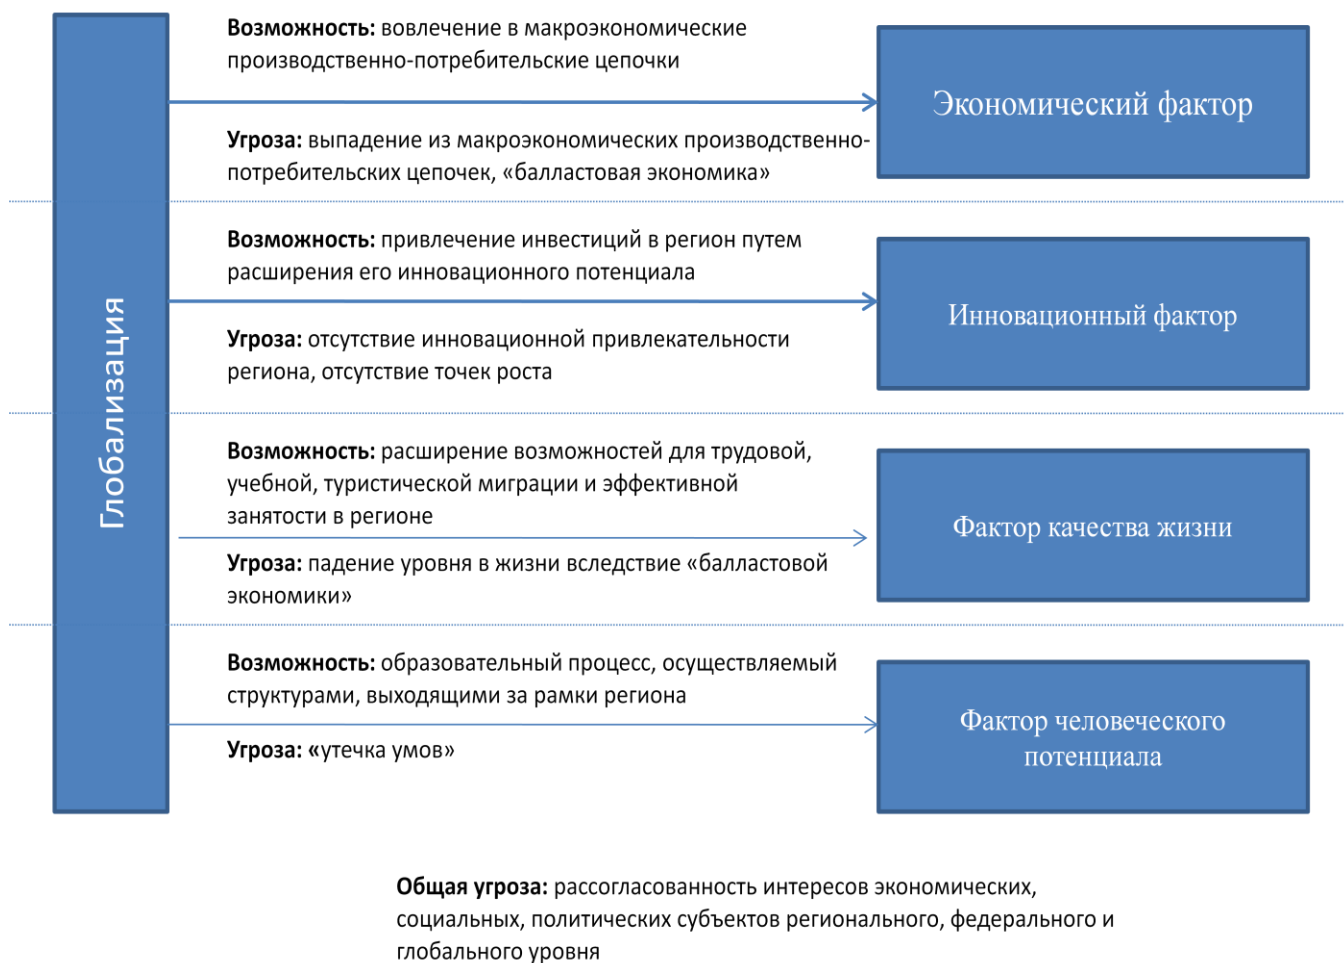 Глобализация
Возможность: вовлечение в макроэкономические
производственно-потребительские цепочки
Угроза: выпадение из макроэкономических производственно-
потребительских цепочек, «балластовая экономика»
Экономический фактор
Возможность: привлечение инвестиций в регион путем
расширения его инновационного потенциала
Угроза: отсутствие инновационной привлекательности
региона, отсутствие точек роста
Инновационный фактор
Возможность: расширение возможностей для трудовой,
учебной, туристической миграции и эффективной
занятости в регионе
Угроза: падение уровня в жизни вследствие «балластовой
экономики»
Фактор качества жизни
Возможность: образовательный процесс, осуществляемый
структурами, выходящими за рамки региона
Угроза: «утечка умов»
Фактор человеческого
потенциала
Общая угроза: рассогласованность интересов экономических,
социальных, политических субъектов регионального, федерального и
глобального уровня